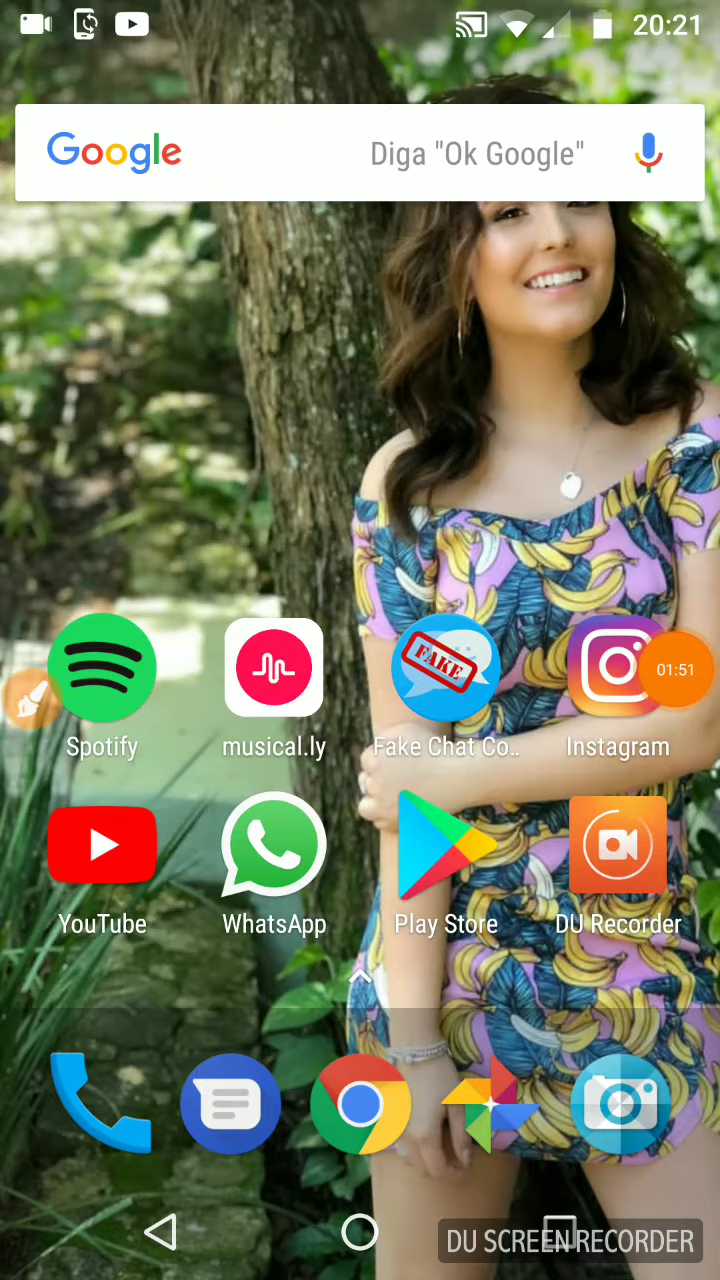 20:21
Google Diga "Ok Google"
FAKE
01:51
Spotify musical.ly Fake Chat Co.. Instagram
YouTube WhatsApp Play Store DU Recorder
DU SCREEN RECORDER